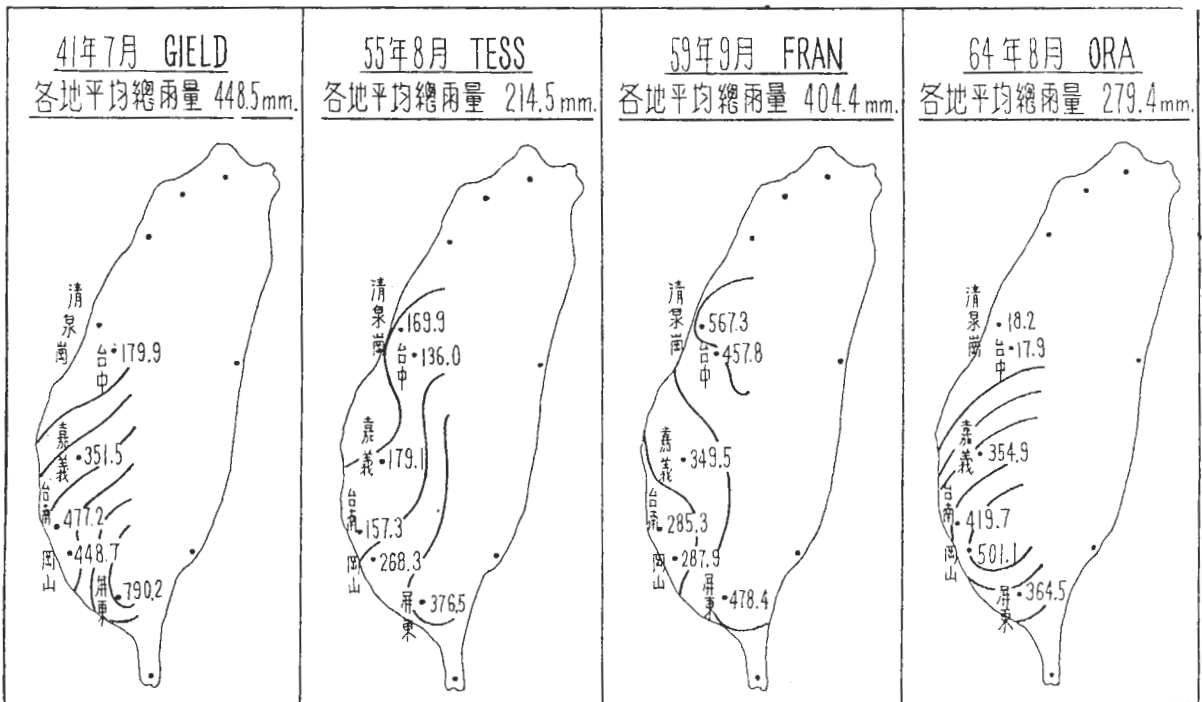 41年7月 GIELD
各地平均總雨量 448.5mm.
清泉崗
台中
179.9
嘉義
351.5
台南
477.2
岡山
448.7
屏東
790.2
55年8月 TESS
各地平均總雨量 214.5mm.
清泉崗
169.9
台中
136.0
嘉義
179.1
台南
157.3
岡山
268.3
屏東
376.5
59年9月 FRAN
各地平均總雨量 404.4mm.
清泉崗
567.3
台中
457.8
嘉義
349.5
台南
285.3
岡山
287.9
屏東
478.4
64年8月 ORA
各地平均總雨量 279.4mm.
清泉崗
18.2
台中
17.9
嘉義
354.9
台南
419.7
岡山
501.1
屏東
364.5